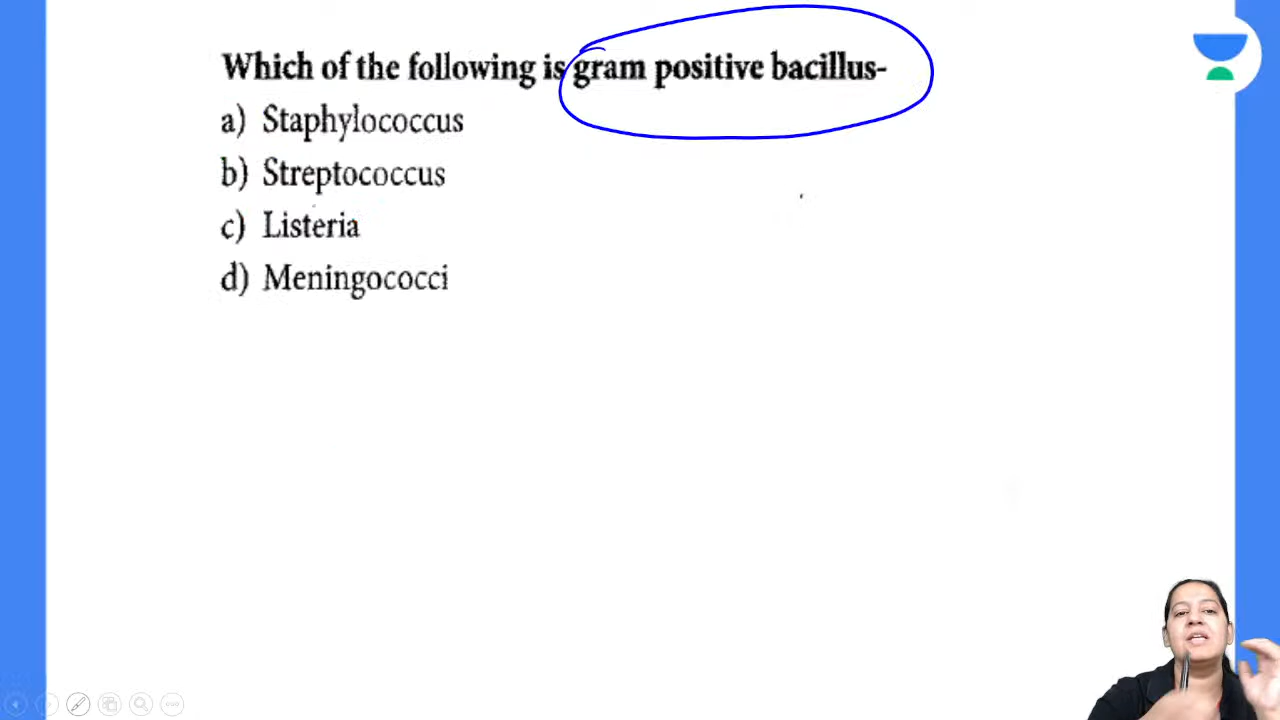 Which of the following is gram positive bacillus-
a) Staphylococcus
b) Streptococcus
c) Listeria
d) Meningococci